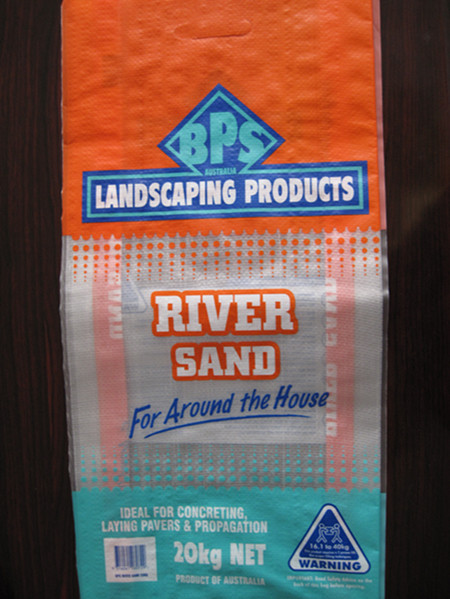 BPS
AUSTRALIA
LANDSCAPING PRODUCTS
RIVER
SAND
For Around the House
IDEAL FOR CONCRETING,
LAYING PAVERS & PROPAGATION
20kg NET
PRODUCT OF AUSTRALIA
16.1 to 40kg
WARNING